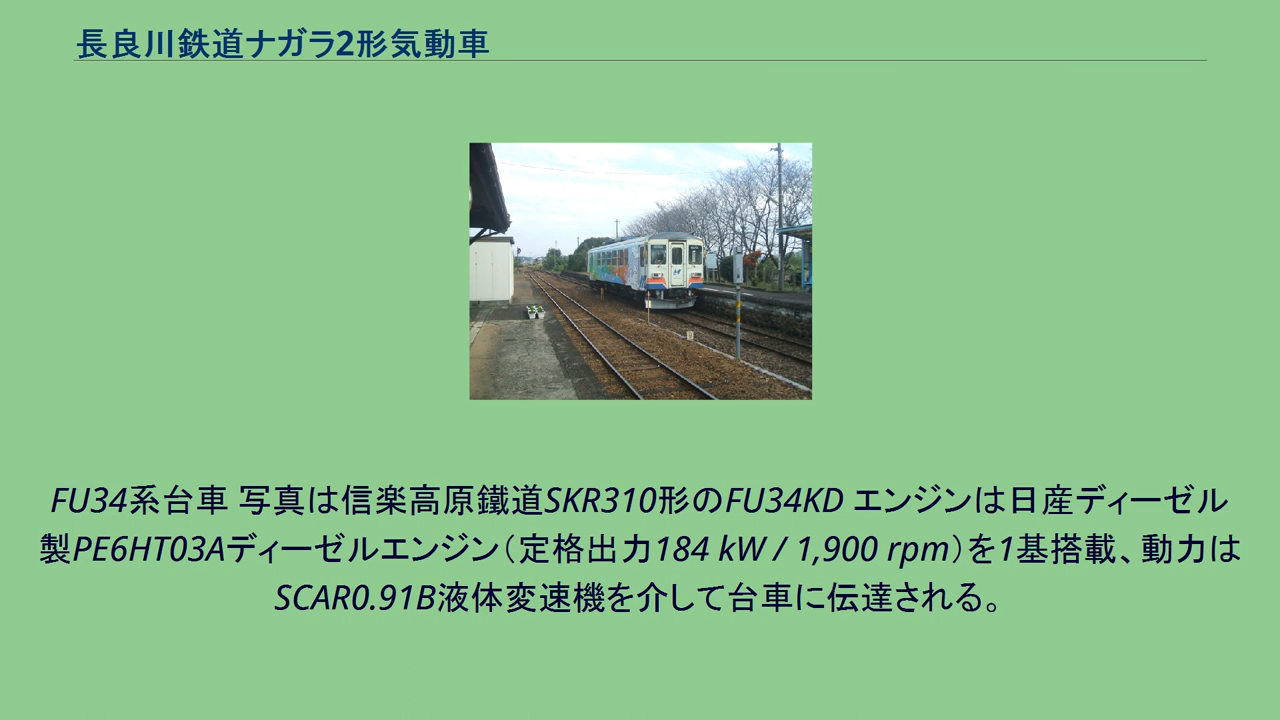 長良川鉄道ナガラ2形気動車
FU34系台車 写真は信楽高原鐵道SKR310形のFU34KD エンジンは日産ディーゼル
製PE6HT03Aディーゼルエンジン（定格出力184 kW / 1,900 rpm）を1基搭載、動力は
SCAR0.91B液体変速機を介して台車に伝達される。